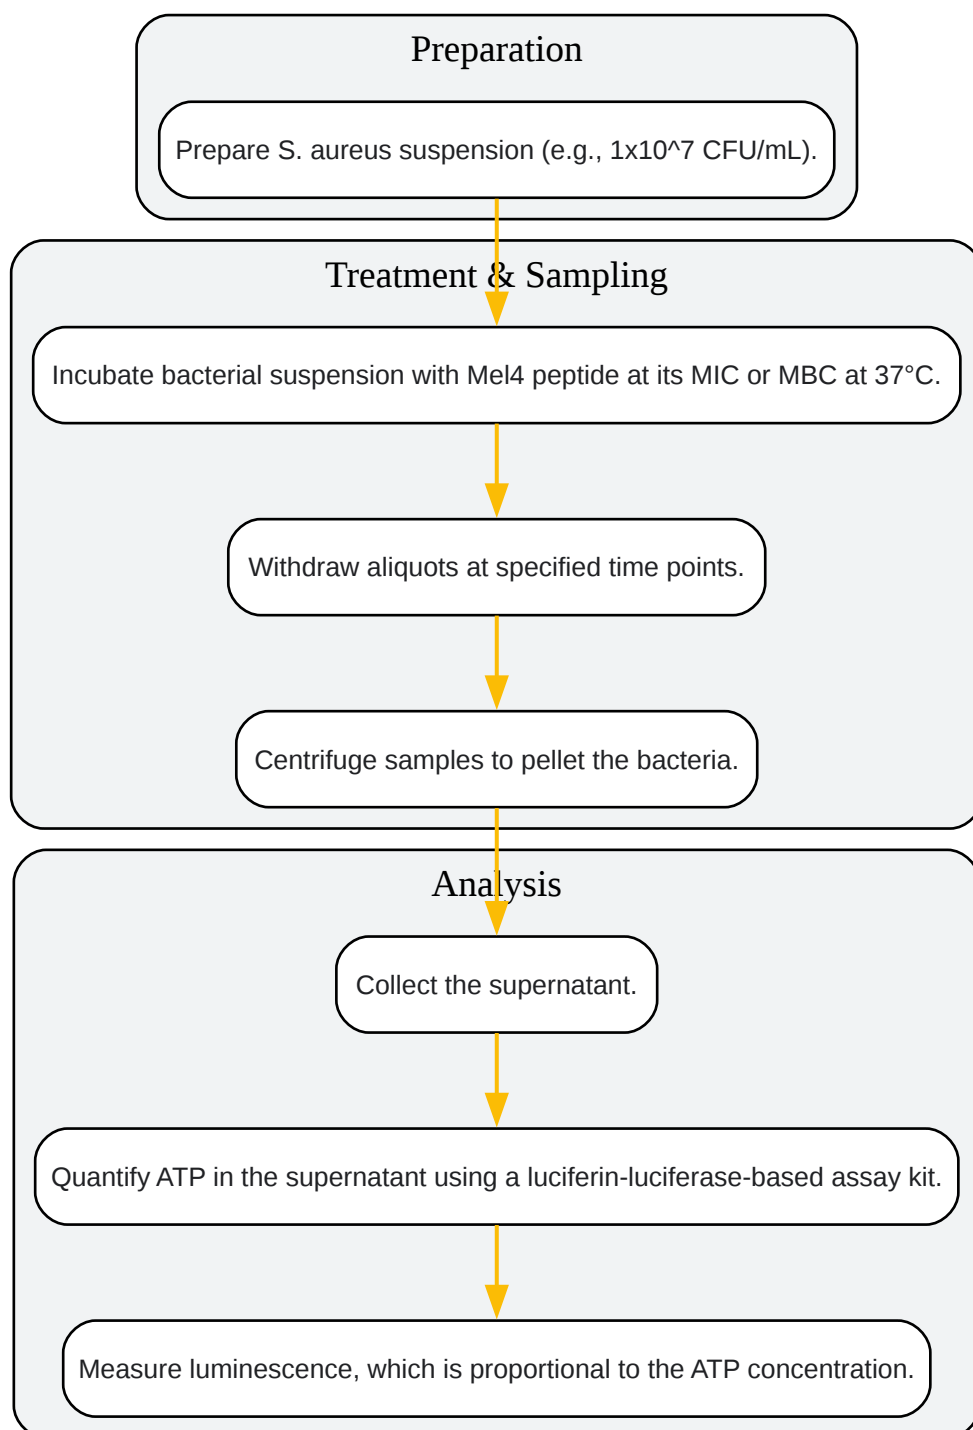 Preparation
Prepare S. aureus suspension (e.g., 1x10^7 CFU/mL).
Treatment & Sampling
Incubate bacterial suspension with Mel4 peptide at its MIC or MBC at 37°C.
Withdraw aliquots at specified time points.
Centrifuge samples to pellet the bacteria.
Analysis
Collect the supernatant.
Quantify ATP in the supernatant using a luciferin-luciferase-based assay kit.
Measure luminescence, which is proportional to the ATP concentration.